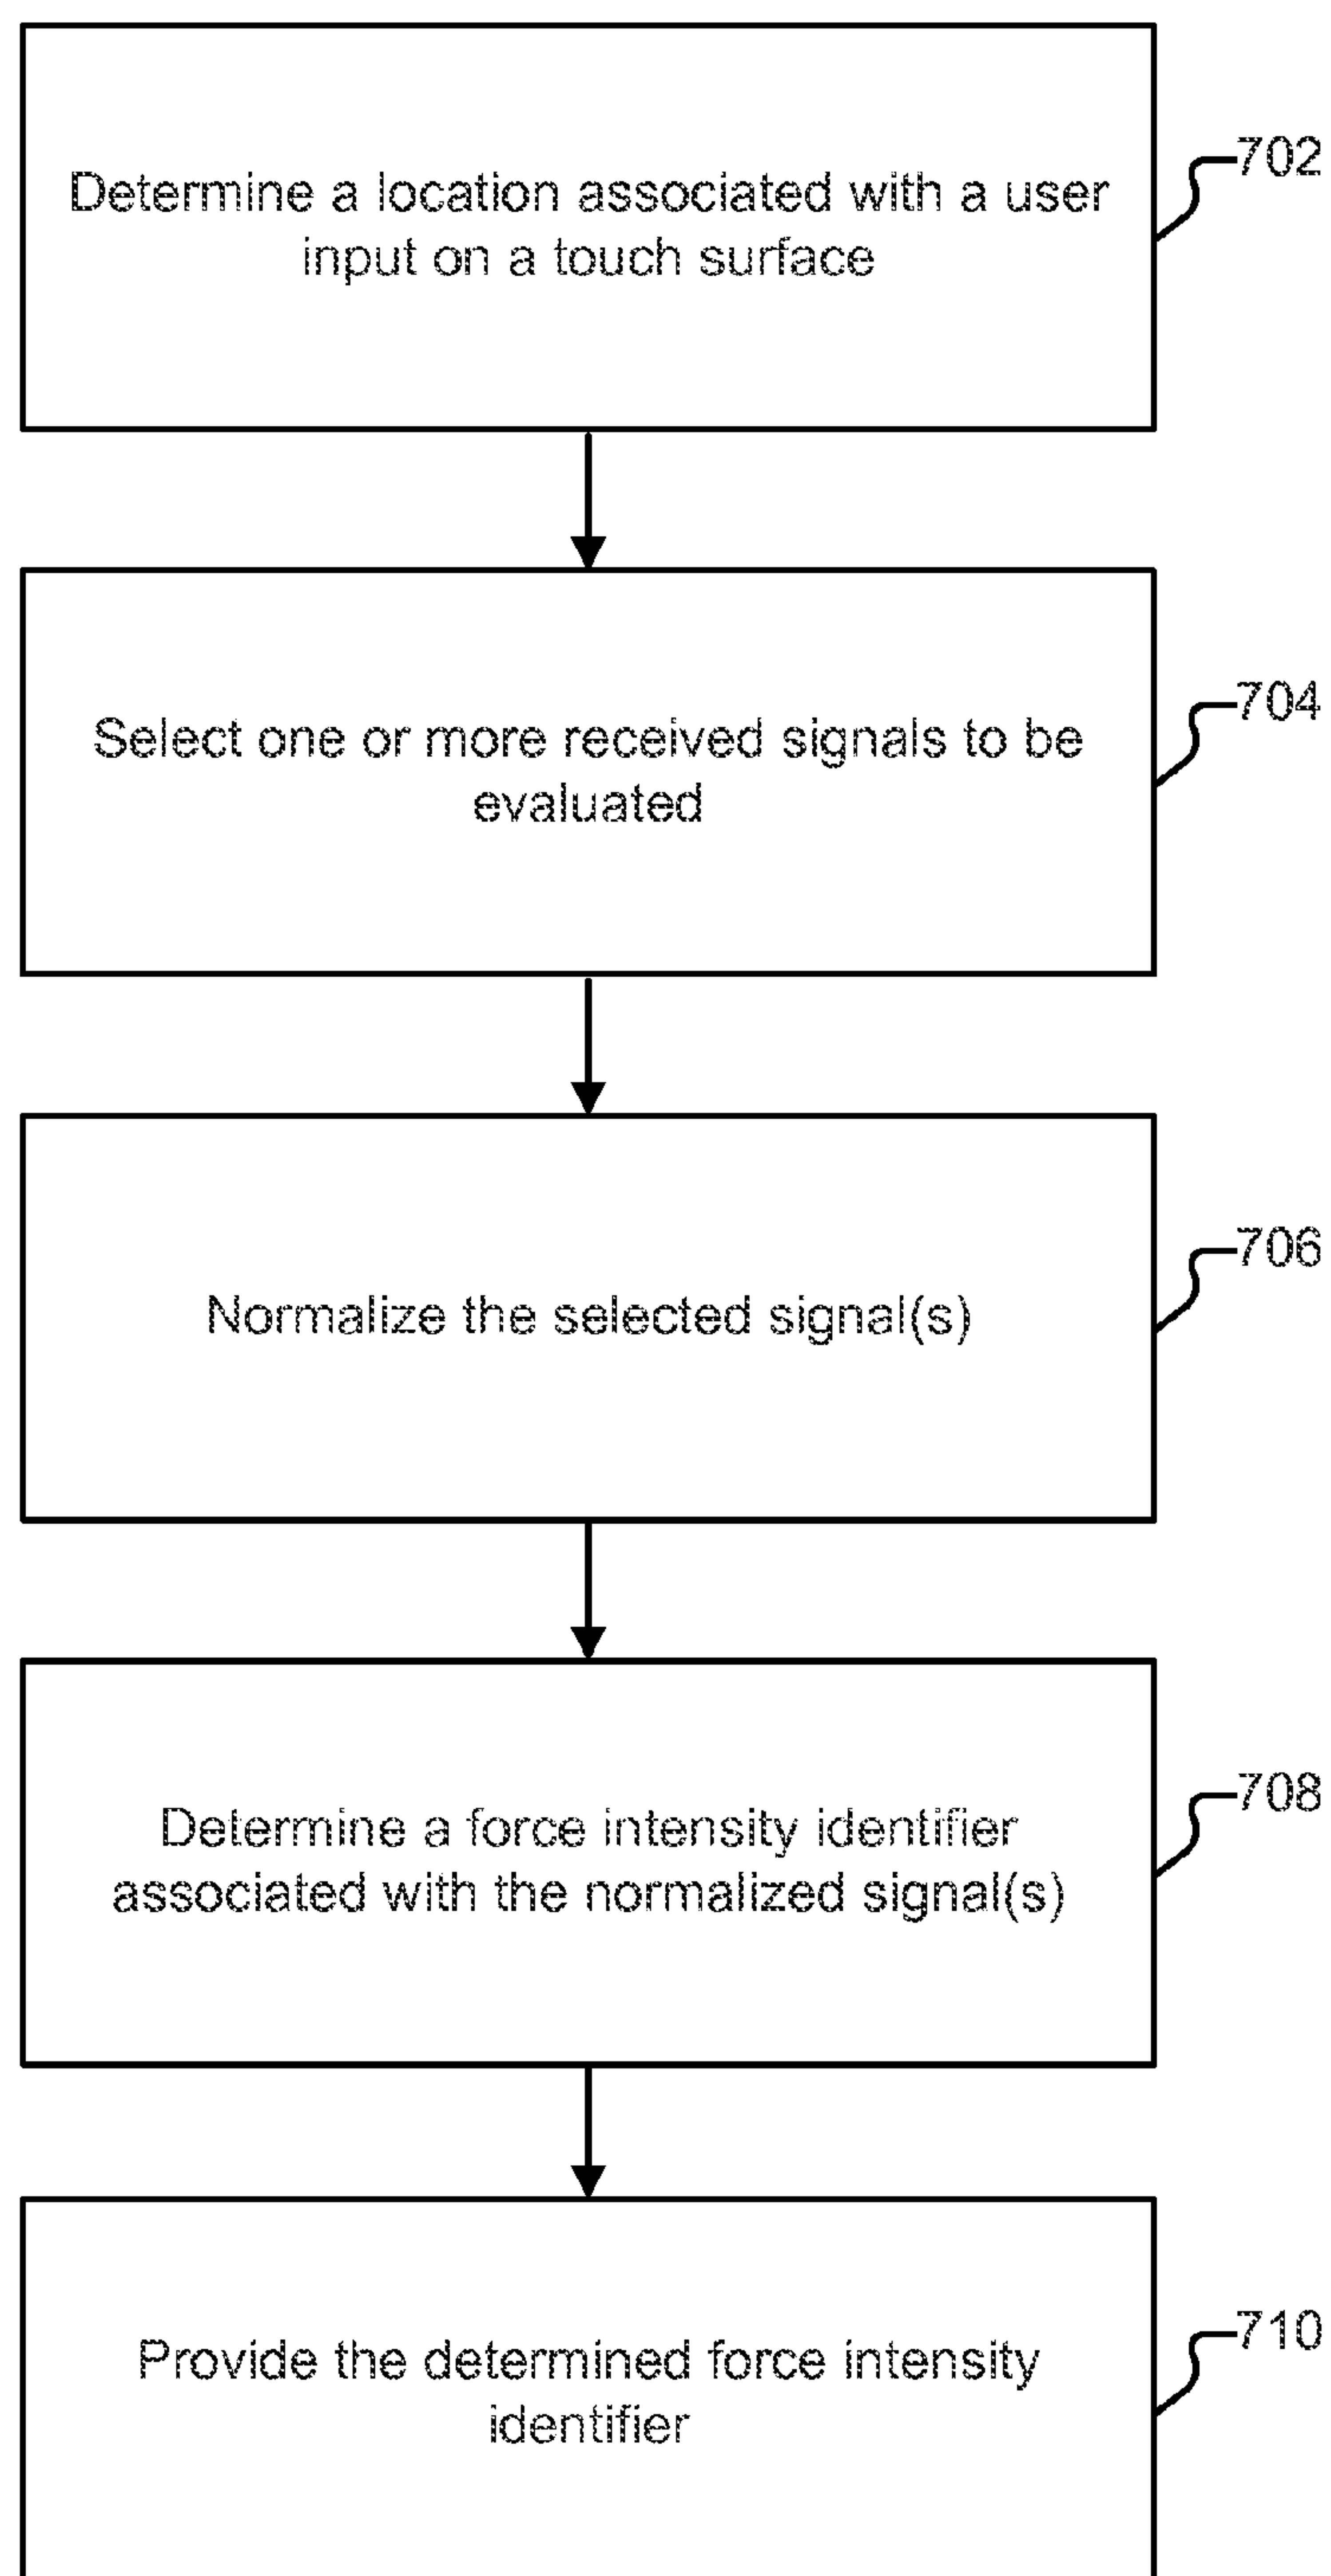 Determine a location associated with a user
input on a touch surface
702
Select one or more received signals to be
evaluated
704
Normalize the selected signal(s)
706
Determine a force intensity identifier
associated with the normalized signal(s)
708
Provide the determined force intensity
identifier
710